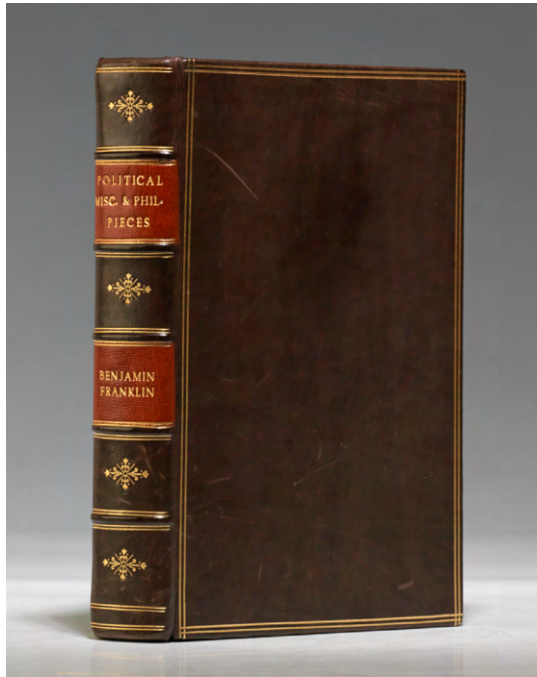 POLITICAL
MISC. & PHIL.
PIECES
BENJAMIN
FRANKLIN